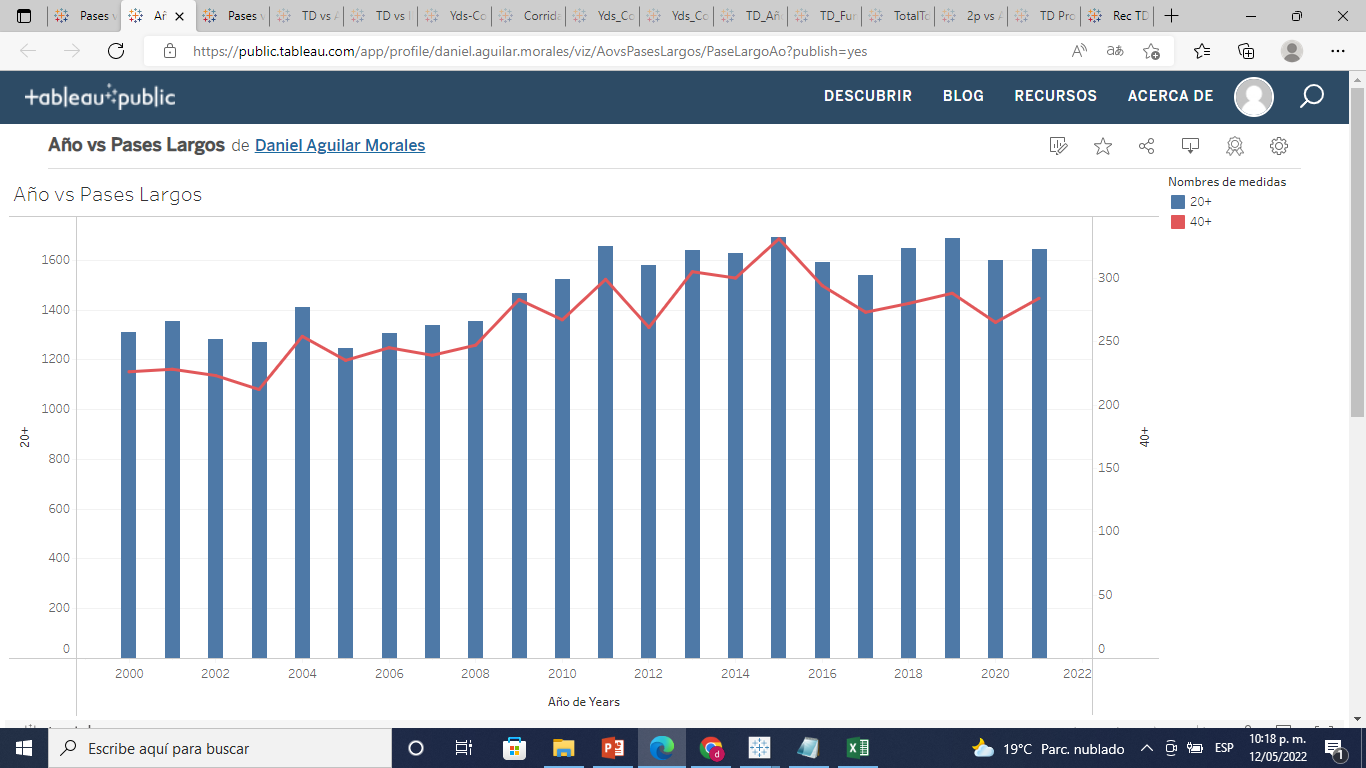 Pases v
Añ
Pases v
TD vs A
TD vs I
Yds-Co
Corrida
Yds_Co
Yds_Co
TD_Año
TD_Fur
TotalTo
2p vs A
TD Pro
Rec TD
https://public.tableau.com/app/profile/daniel.aguilar.morales/viz/AovsPasesLargos/PaseLargoAo?publish=yes
+ableau public
DESCUBRIR BLOG RECURSOS ACERCA DE
Año vs Pases Largos de Daniel Aguilar Morales
Año vs Pases Largos
Nombres de medidas
20+
40+
1600
1400
1200
1000
800
600
400
200
0
20+
300
250
200
150
100
50
0
40+
2000 2002 2004 2006 2008 2010 2012 2014 2016 2018 2020 2022
Año de Years
Escribe aquí para buscar
19°C Parc. nublado
ESP
10:18 p. m.
12/05/2022
1